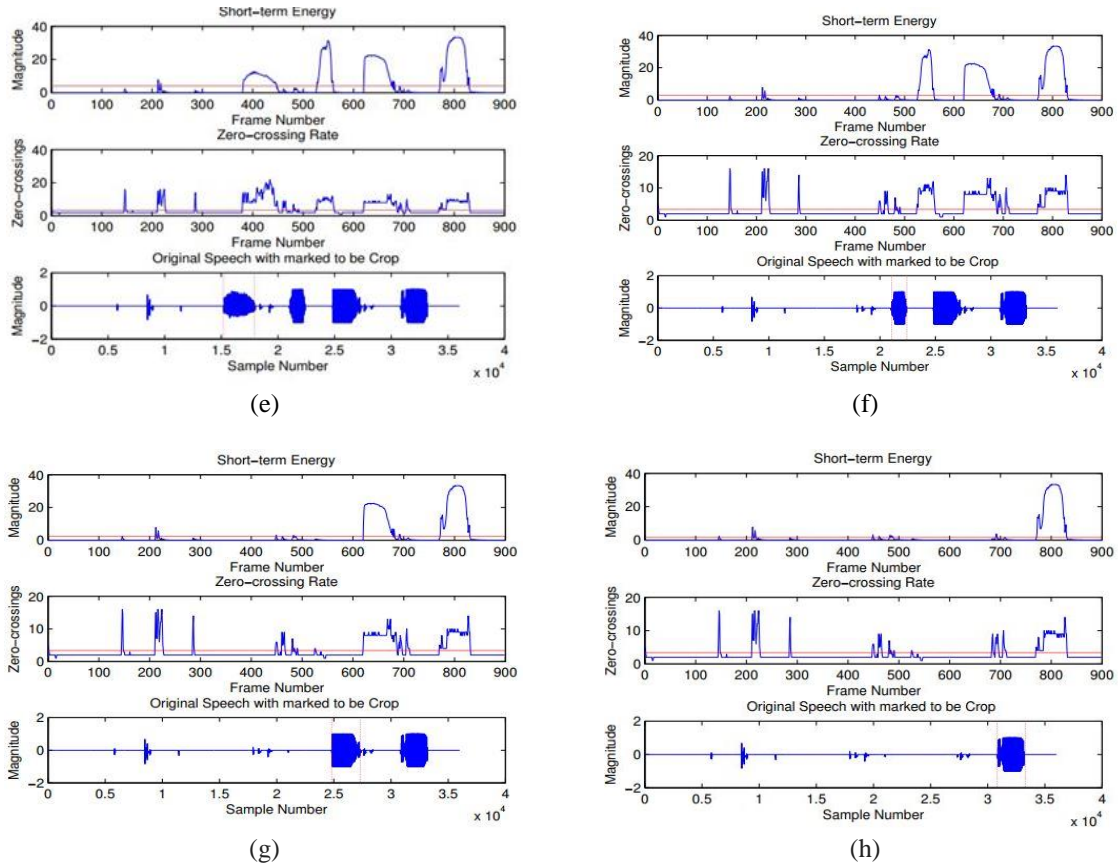 Short-term Energy
Magnitude
40
20
0
0 100 200 300 400 500 600 700 800 900
Frame Number
Zero-crossing Rate
Zero-crossings
40
20
0
0 100 200 300 400 500 600 700 800 900
Frame Number
Original Speech with marked to be Crop
Magnitude
2
0
−2
0 0.5 1 1.5 2 2.5 3 3.5 4
Sample Number
x 10^4
(e)
Short-term Energy
Magnitude
40
20
0
0 100 200 300 400 500 600 700 800 900
Frame Number
Zero-crossing Rate
Zero-crossings
20
10
0
0 100 200 300 400 500 600 700 800 900
Frame Number
Original Speech with marked to be Crop
Magnitude
2
0
−2
0 0.5 1 1.5 2 2.5 3 3.5 4
Sample Number
x 10^4
(f)
Short-term Energy
Magnitude
40
20
0
0 100 200 300 400 500 600 700 800 900
Frame Number
Zero-crossing Rate
Zero-crossings
20
10
0
0 100 200 300 400 500 600 700 800 900
Frame Number
Original Speech with marked to be Crop
Magnitude
2
0
−2
0 0.5 1 1.5 2 2.5 3 3.5 4
Sample Number
x 10^4
(g)
Short-term Energy
Magnitude
40
20
0
0 100 200 300 400 500 600 700 800 900
Frame Number
Zero-crossing Rate
Zero-crossings
20
10
0
0 100 200 300 400 500 600 700 800 900
Frame Number
Original Speech with marked to be Crop
Magnitude
2
0
−2
0 0.5 1 1.5 2 2.5 3 3.5 4
Sample Number
x 10^4
(h)